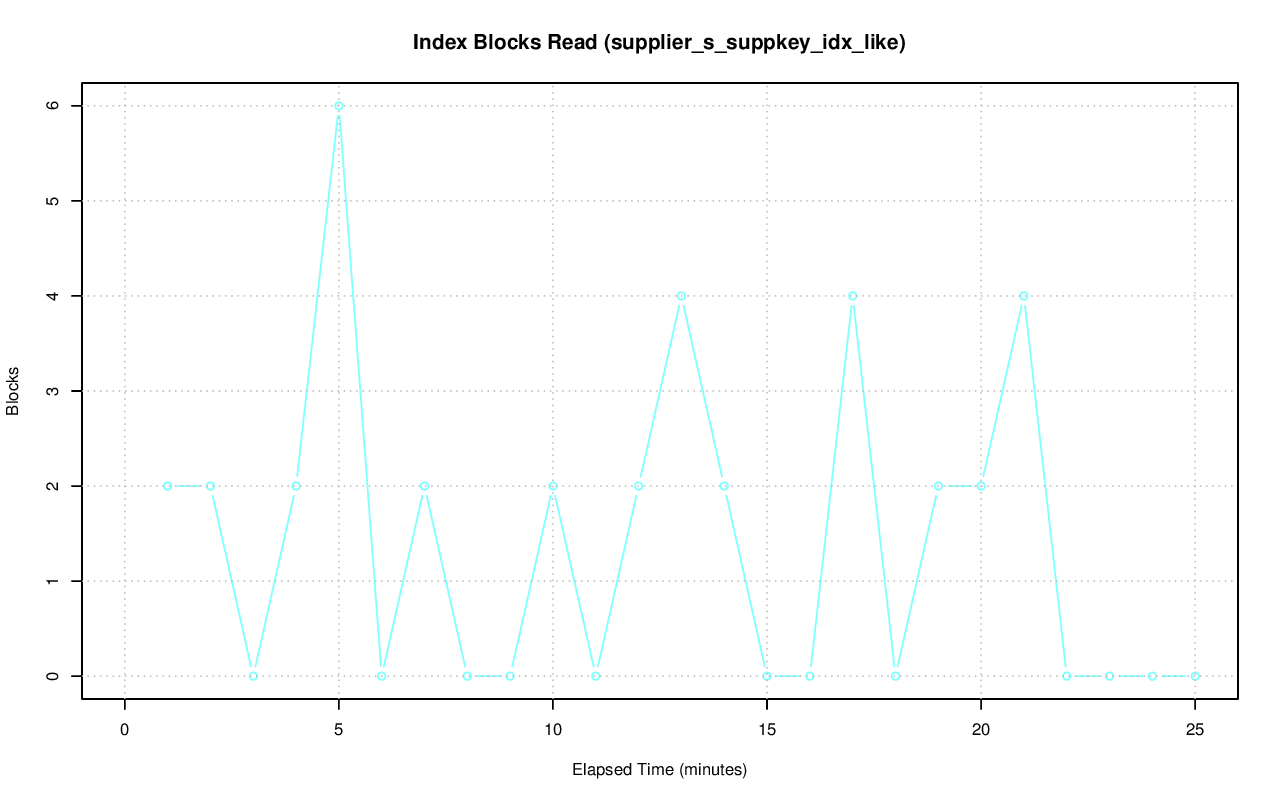 Index Blocks Read (supplier_s_suppkey_idx_like)
6
5
4
3
2
1
0
Blocks
0 5 10 15 20 25
Elapsed Time (minutes)